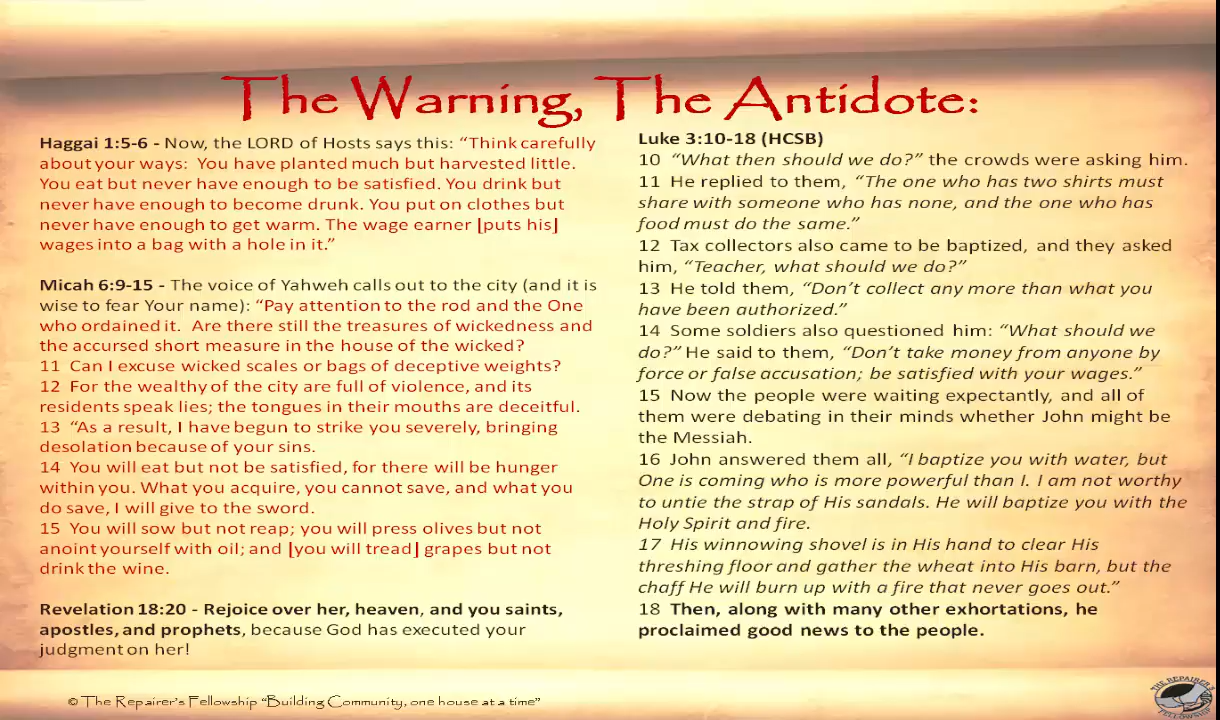 The Warning, The Antidote:
Haggai 1:5-6 - Now, the LORD of Hosts says this: “Think carefully
about your ways:  You have planted much but harvested little.
You eat but never have enough to be satisfied. You drink but
never have enough to become drunk. You put on clothes but
never have enough to get warm. The wage earner [puts his]
wages into a bag with a hole in it.”
Micah 6:9-15 - The voice of Yahweh calls out to the city (and it is
wise to fear Your name): “Pay attention to the rod and the One
who ordained it.  Are there still the treasures of wickedness and
the accursed short measure in the house of the wicked?
11  Can I excuse wicked scales or bags of deceptive weights?
12  For the wealthy of the city are full of violence, and its
residents speak lies; the tongues in their mouths are deceitful.
13  “As a result, I have begun to strike you severely, bringing
desolation because of your sins.
14  You will eat but not be satisfied, for there will be hunger
within you. What you acquire, you cannot save, and what you
do save, I will give to the sword.
15  You will sow but not reap; you will press olives but not
anoint yourself with oil; and [you will tread] grapes but not
drink the wine.
Revelation 18:20 - Rejoice over her, heaven, and you saints,
apostles, and prophets, because God has executed your
judgment on her!
Luke 3:10-18 (HCSB)
10  “What then should we do?” the crowds were asking him.
11  He replied to them, “The one who has two shirts must
share with someone who has none, and the one who has
food must do the same.”
12  Tax collectors also came to be baptized, and they asked
him, “Teacher, what should we do?”
13  He told them, “Don’t collect any more than what you
have been authorized.”
14  Some soldiers also questioned him: “What should we
do?” He said to them, “Don’t take money from anyone by
force or false accusation; be satisfied with your wages.”
15  Now the people were waiting expectantly, and all of
them were debating in their minds whether John might be
the Messiah.
16  John answered them all, “I baptize you with water, but
One is coming who is more powerful than I. I am not worthy
to untie the strap of His sandals. He will baptize you with the
Holy Spirit and fire.
17  His winnowing shovel is in His hand to clear His
threshing floor and gather the wheat into His barn, but the
chaff He will burn up with a fire that never goes out.”
18  Then, along with many other exhortations, he
proclaimed good news to the people.
© The Repairer’s Fellowship “Building Community, one house at a time”
THE REPAIRER'S
FELLOWSHIP